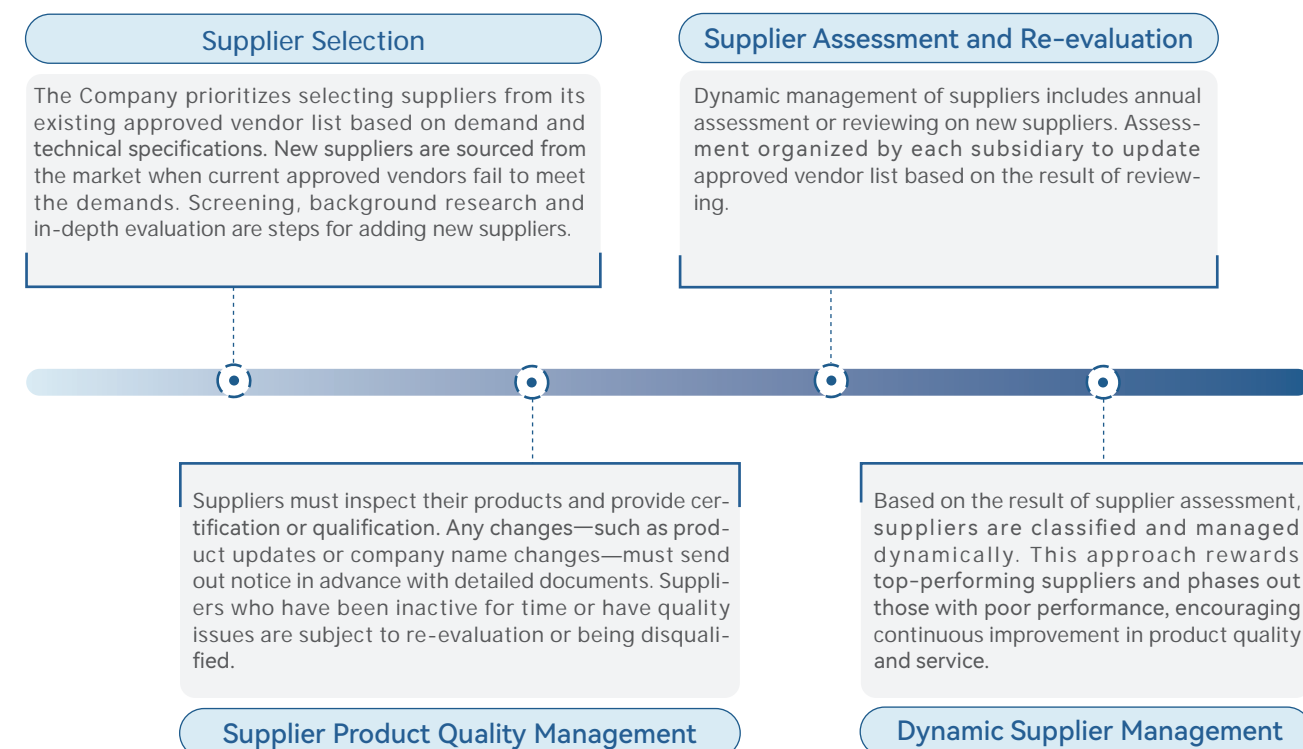 Supplier Selection
The Company prioritizes selecting suppliers from its
existing approved vendor list based on demand and
technical specifications. New suppliers are sourced from
the market when current approved vendors fail to meet
the demands. Screening, background research and
in-depth evaluation are steps for adding new suppliers.
Supplier Assessment and Re-evaluation
Dynamic management of suppliers includes annual
assessment or reviewing on new suppliers. Assess-
ment organized by each subsidiary to update
approved vendor list based on the result of review-
ing.
Suppliers must inspect their products and provide cer-
tification or qualification. Any changes—such as prod-
uct updates or company name changes—must send
out notice in advance with detailed documents. Suppli-
ers who have been inactive for time or have quality
issues are subject to re-evaluation or being disquali-
fied.
Supplier Product Quality Management
Based on the result of supplier assessment,
suppliers are classified and managed
dynamically. This approach rewards
top-performing suppliers and phases out
those with poor performance, encouraging
continuous improvement in product quality
and service.
Dynamic Supplier Management